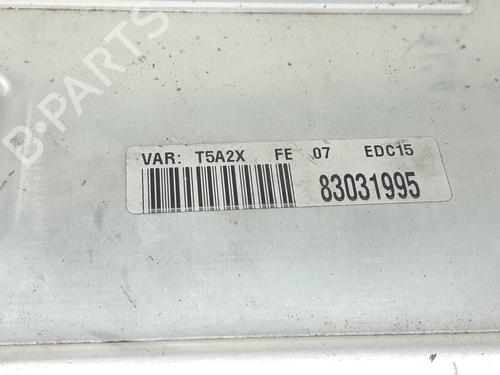 B-PARTS
VAR: T5A2X FE 07 EDC15
83031995